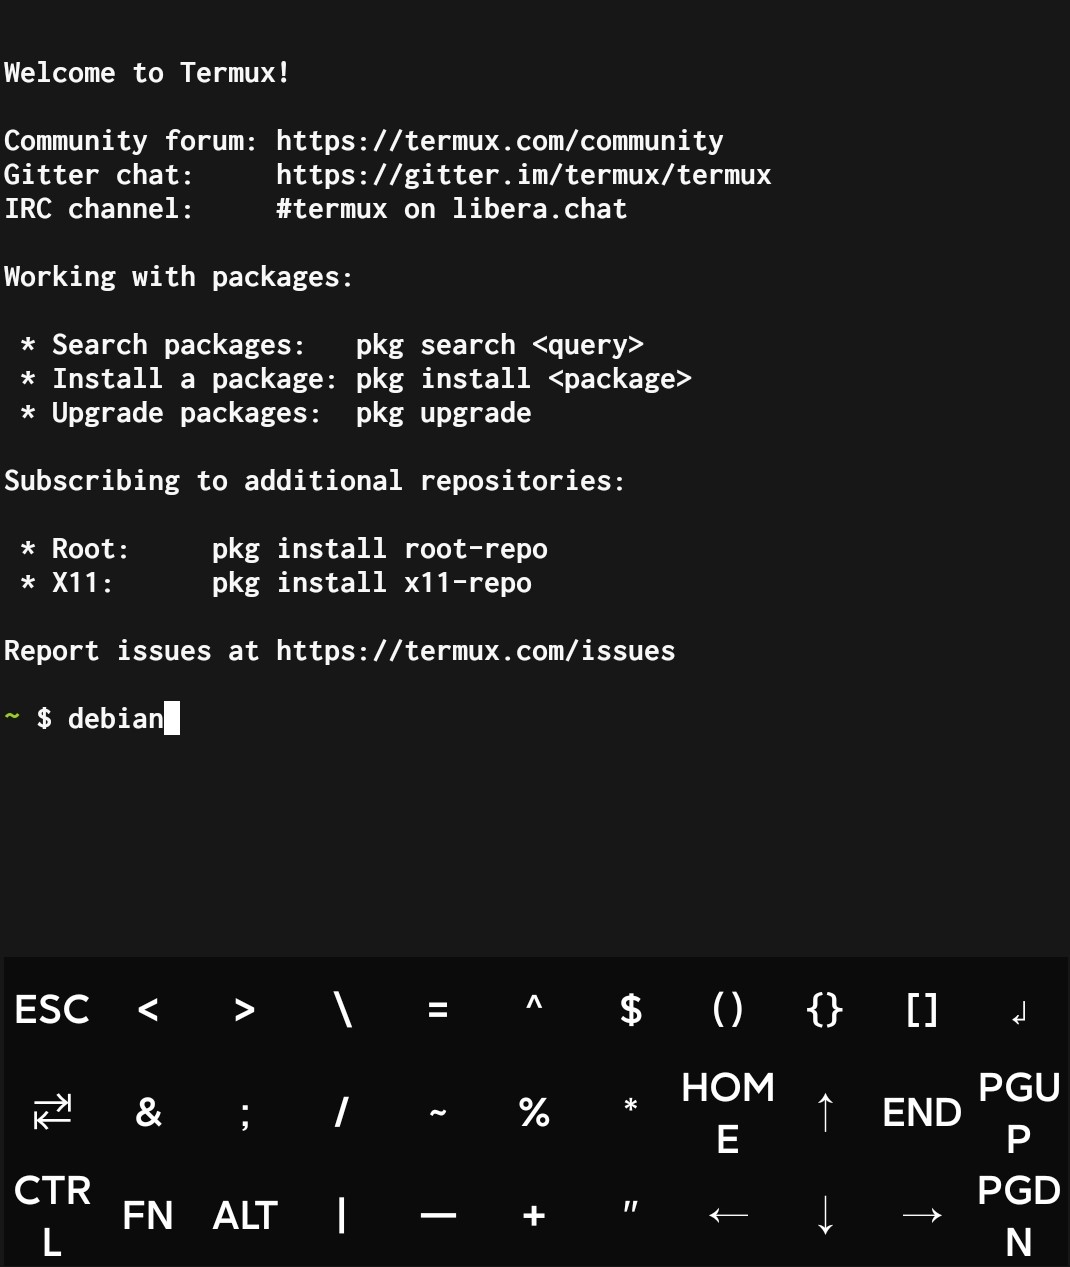 Welcome to Termux!
Community forum: https://termux.com/community
Gitter chat:     https://gitter.im/termux/termux
IRC channel:     #termux on libera.chat
Working with packages:
 * Search packages:   pkg search <query>
 * Install a package: pkg install <package>
 * Upgrade packages:  pkg upgrade
Subscribing to additional repositories:
 * Root:     pkg install root-repo
 * X11:      pkg install x11-repo
Report issues at https://termux.com/issues
~ $ debian
ESC < > \ = ^ $ () {} [] ↲
⇄ & ; / ~ % * HOME ↑ END PGUP
CTRL FN ALT | — + " ← ↓ → PGDN